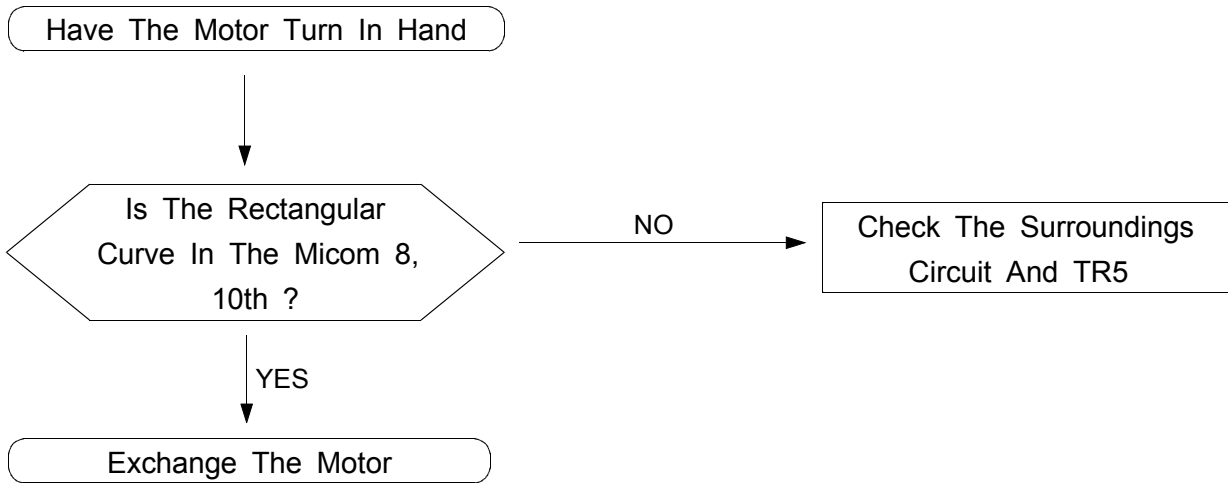 Have The Motor Turn In Hand
Is The Rectangular
Curve In The Micom 8,
10th ?
NO
Check The Surroundings
Circuit And TR5
YES
Exchange The Motor